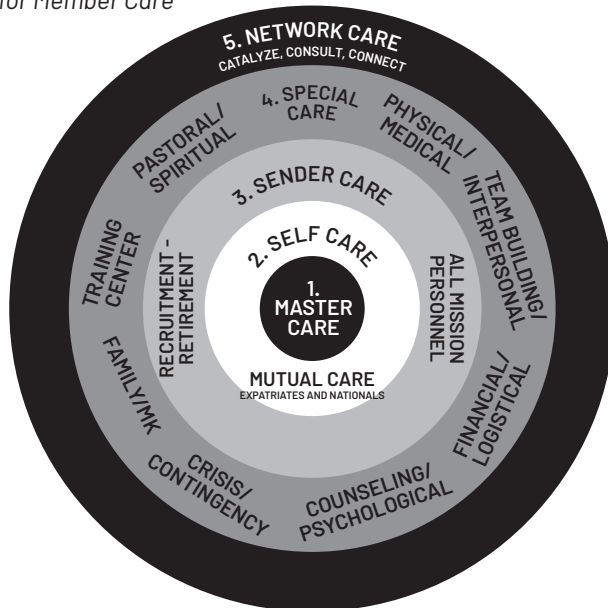 for Member Care
5. NETWORK CARE
CATALYZE, CONSULT, CONNECT
4. SPECIAL
CARE
PHYSICAL/
MEDICAL
TEAM BUILDING/
INTERPERSONAL
FINANCIAL/
LOGISTICAL
COUNSELING/
PSYCHOLOGICAL
CRISIS/
CONTINGENCY
FAMILY/MK
TRAINING
CENTER
PASTORAL/
SPIRITUAL
3. SENDER CARE
ALL MISSION
PERSONNEL
RECRUITMENT -
RETIREMENT
2. SELF CARE
MUTUAL CARE
EXPATRIATES AND NATIONALS
1.
MASTER
CARE